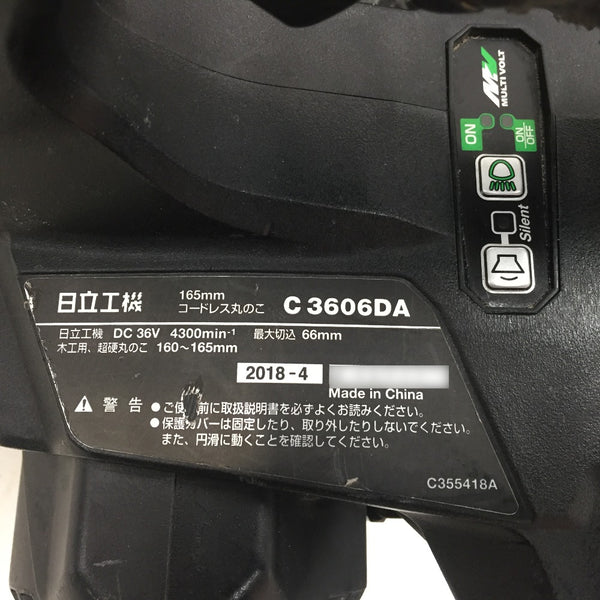 MV
MULTI VOLT
ON
ON/OFF
Silent
日立工機
165mm
コードレス丸のこ
C 3606DA
日立工機 DC 36V 4300min-1 最大切込 66mm
木工用、超硬丸のこ 160～165mm
2018-4
Made in China
警告 ●ご使用前に取扱説明書を必ずよくお読みください。
●保護カバーは固定したり、取り外したりしないでください。
また、円滑に動くことを確認してください。
C355418A